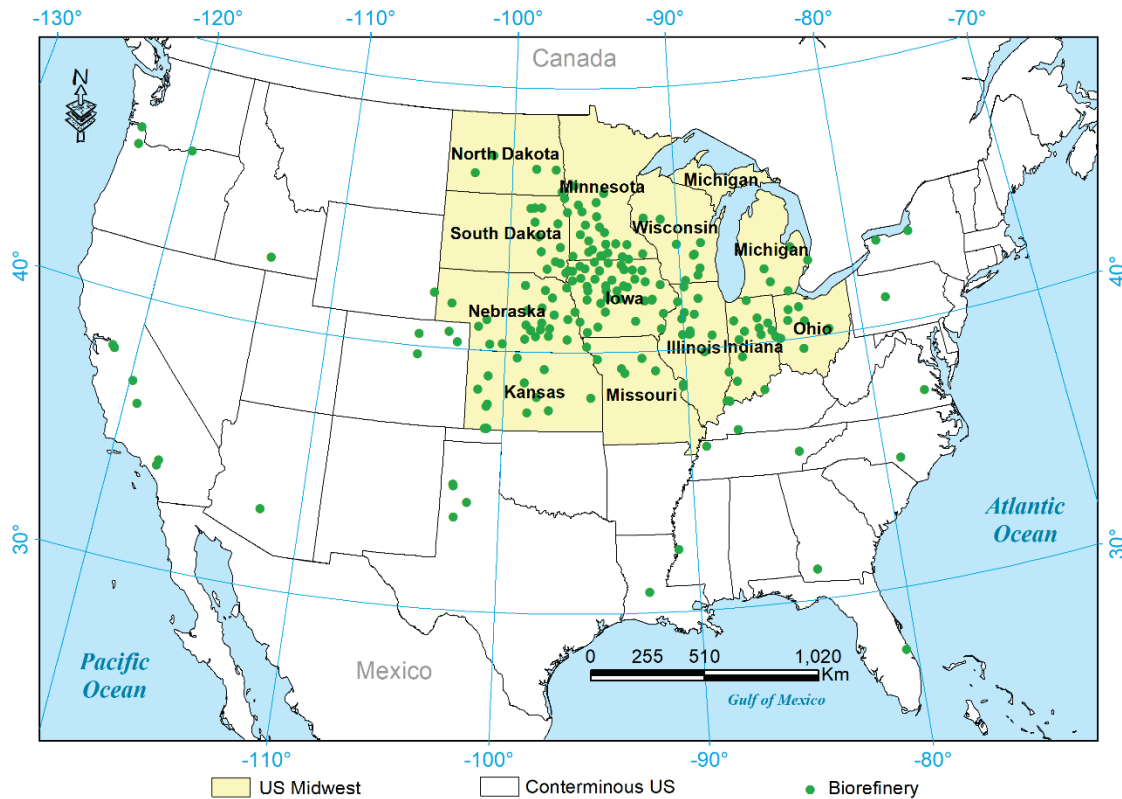 -130°
-120°
-110°
-100°
-90°
-80°
-70°
Canada
N
North Dakota
Minnesota
Michigan
Wisconsin
South Dakota
Michigan
40°
40°
Iowa
Nebraska
Ohio
Illinois
Indiana
Kansas
Missouri
Atlantic
Ocean
30°
30°
Pacific
Ocean
Mexico
0 255 510 1,020
Km
Gulf of Mexico
-110°
-100°
-90°
-80°
US Midwest
Conterminous US
Biorefinery